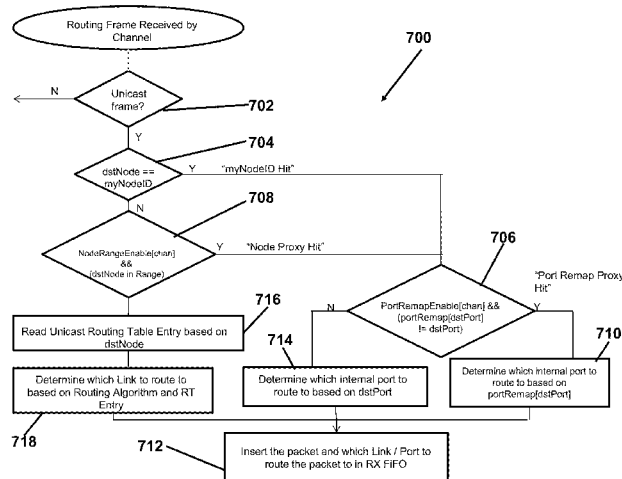 Routing Frame Received by
Channel
700
N
Unicast
frame?
702
Y
704
dstNode ==
myNodeID
Y
"myNodeID Hit"
N
708
NodeRangeEnable[chan]
&&
(dstNode in Range)
Y
"Node Proxy Hit"
706
"Port Remap Proxy
Hit"
N
PortRemapEnable[chan] &&
(portRemap[dstPort]
!= dstPort)
Y
716
Read Unicast Routing Table Entry based on
dstNode
714
710
Determine which Link to route to
based on Routing Algorithm and RT
Entry
Determine which internal port to
route to based on dstPort
Determine which internal port to
route to based on
portRemap[dstPort]
718
712
Insert the packet and which Link / Port to
route the packet to in RX FiFO